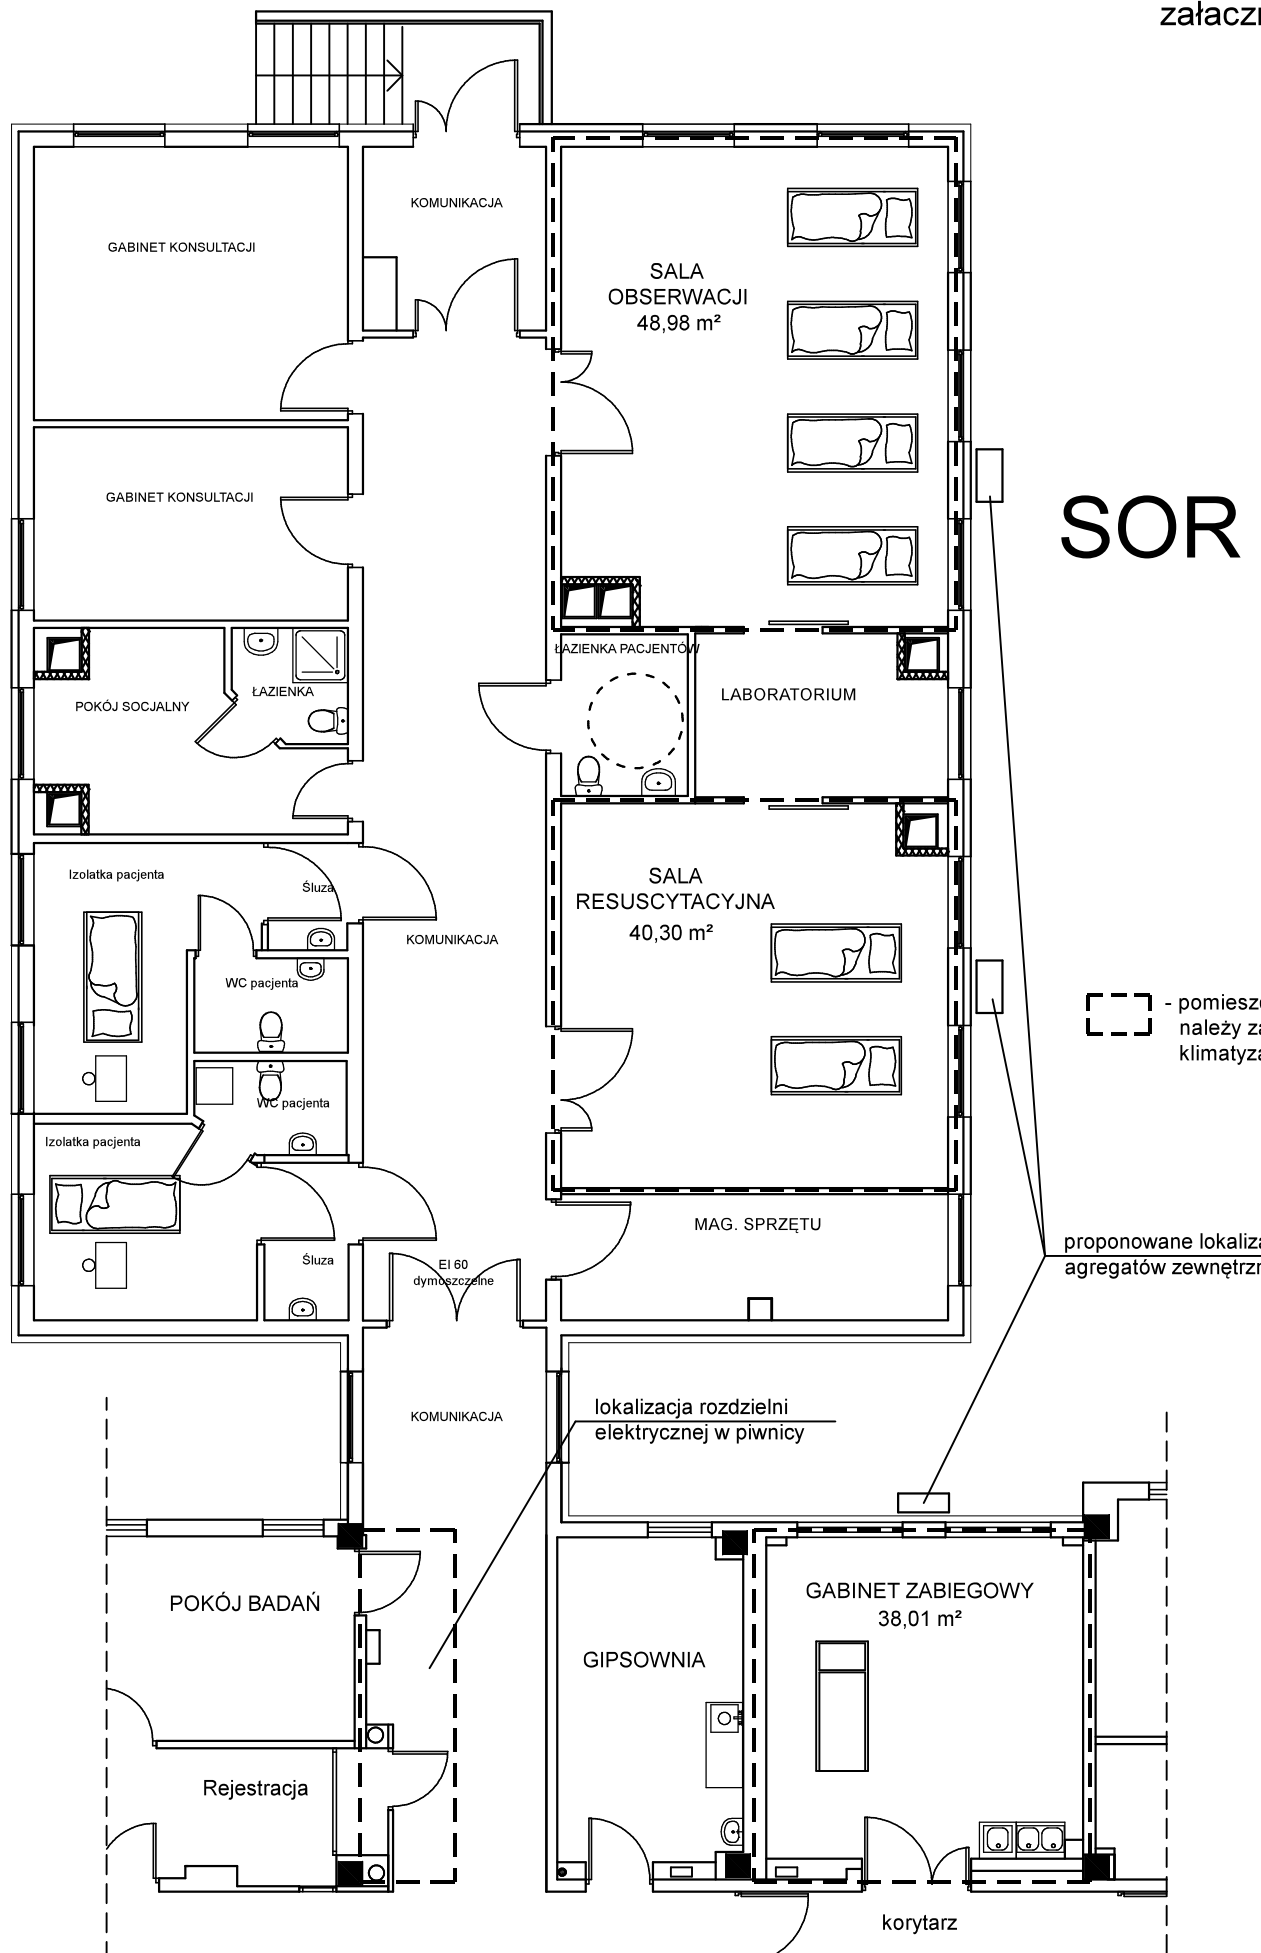 załaczn
KOMUNIKACJA
GABINET KONSULTACJI
SALA
OBSERWACJI
48,98 m²
GABINET KONSULTACJI
SOR
ŁAZIENKA PACJENTÓW
ŁAZIENKA
LABORATORIUM
POKÓJ SOCJALNY
Izolatka pacjenta
Śluza
SALA
RESUSCYTACYJNA
40,30 m²
KOMUNIKACJA
WC pacjenta
- pomieszc
należy za
klimatyza
WC pacjenta
Izolatka pacjenta
MAG. SPRZĘTU
Śluza
EI 60
dymoszczelne
proponowane lokaliza
agregatów zewnętrzn
KOMUNIKACJA
lokalizacja rozdzielni
elektrycznej w piwnicy
POKÓJ BADAŃ
GABINET ZABIEGOWY
38,01 m²
GIPSOWNIA
Rejestracja
korytarz